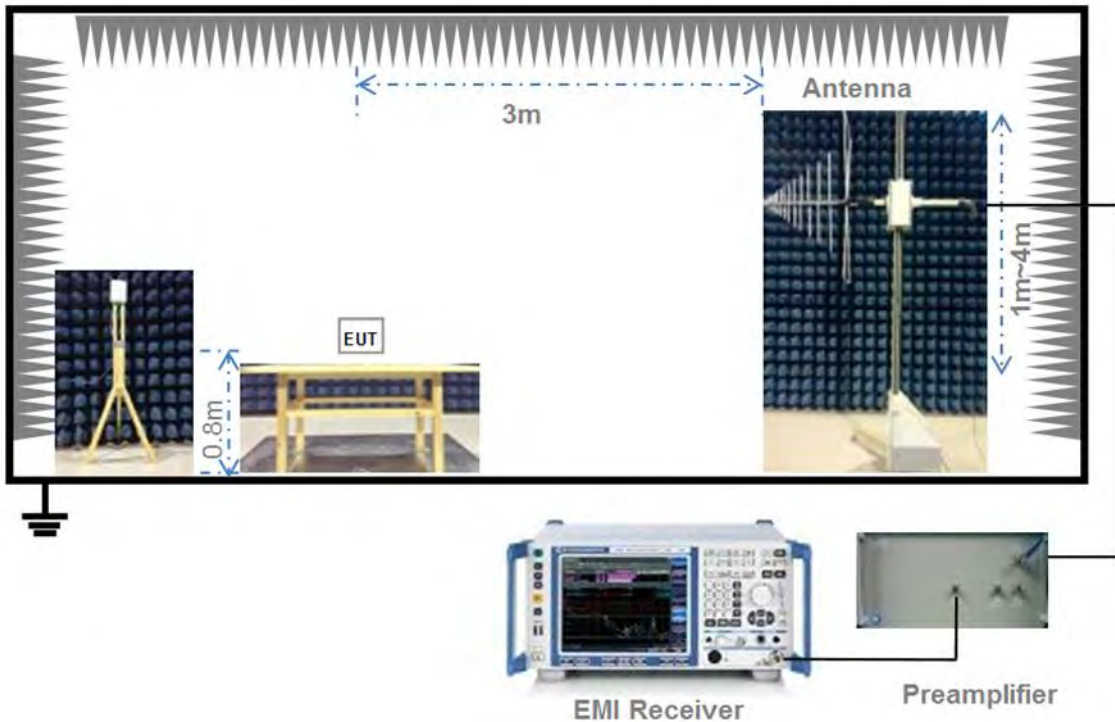 Antenna
3m
1m~4m
EUT
0.8m
EMI Receiver
Preamplifier